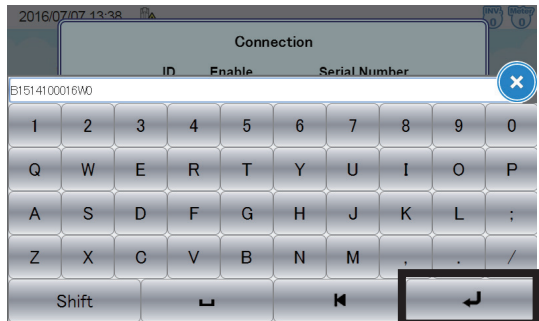 2016/07/07 13:38
INV 0 Meter 0
Connection
ID Enable Serial Number
B1514100016W0
1 2 3 4 5 6 7 8 9 0
Q W E R T Y U I O P
A S D F G H J K L ;
Z X C V B N M , . /
Shift